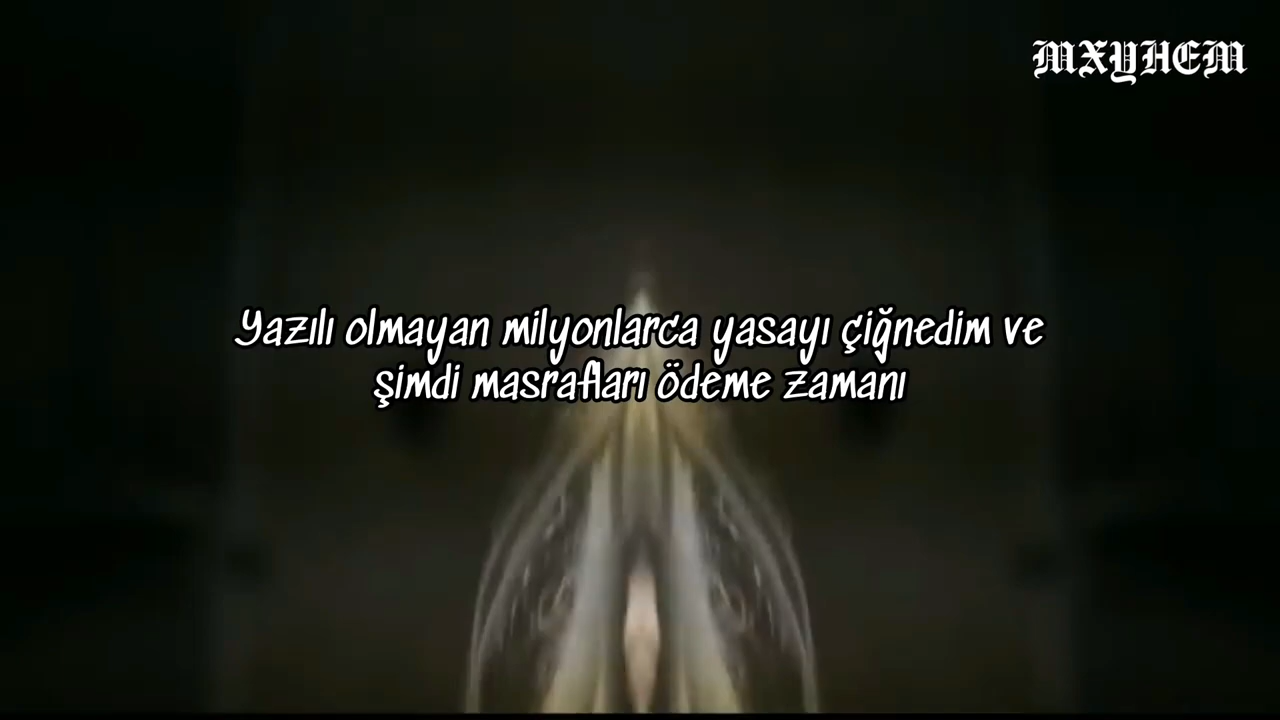 MXYHEM
Yazılı olmayan milyonlarca yasayı çiğnedim ve
şimdi masrafları ödeme zamanı